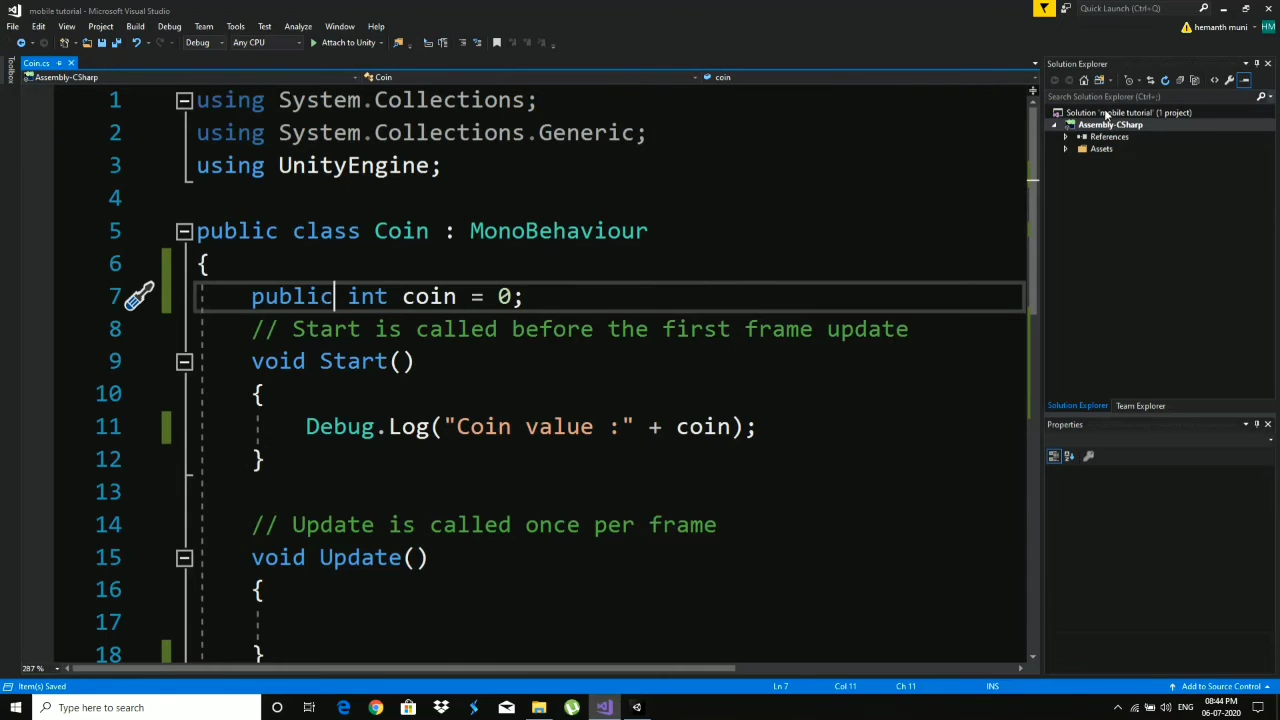 mobile tutorial - Microsoft Visual Studio
Quick Launch (Ctrl+Q)
File Edit View Project Build Debug Team Tools Test Analyze Window Help
hemanth muni HM
Debug Any CPU Attach to Unity
Toolbox
Coin.cs
Assembly-CSharp Coin coin
1 using System.Collections;
2 using System.Collections.Generic;
3 using UnityEngine;
4
5 public class Coin : MonoBehaviour
6 {
7 public int coin = 0;
8 // Start is called before the first frame update
9 void Start()
10 {
11 Debug.Log("Coin value :" + coin);
12 }
13
14 // Update is called once per frame
15 void Update()
16 {
17
18 }
287 %
Solution Explorer
Search Solution Explorer (Ctrl+;)
Solution 'mobile tutorial' (1 project)
Assembly-CSharp
References
Assets
Solution Explorer Team Explorer
Properties
Item(s) Saved Ln 7 Col 11 Ch 11 INS Add to Source Control
Type here to search
ENG
08:44 PM
06-07-2020